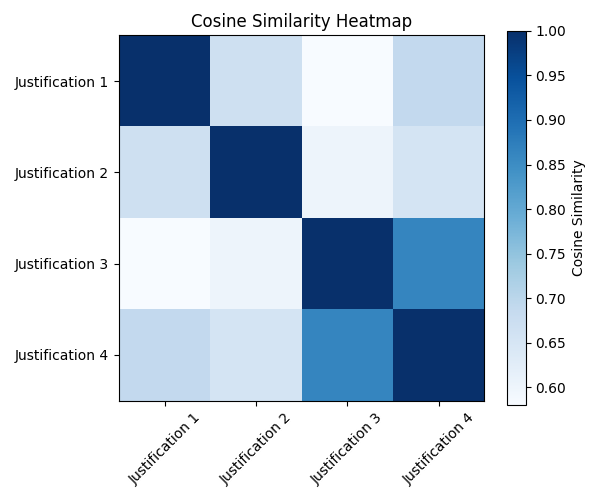 Cosine Similarity Heatmap
Justification 1
Justification 2
Justification 3
Justification 4
Justification 1
Justification 2
Justification 3
Justification 4
1.00
0.95
0.90
0.85
0.80
0.75
0.70
0.65
0.60
Cosine Similarity